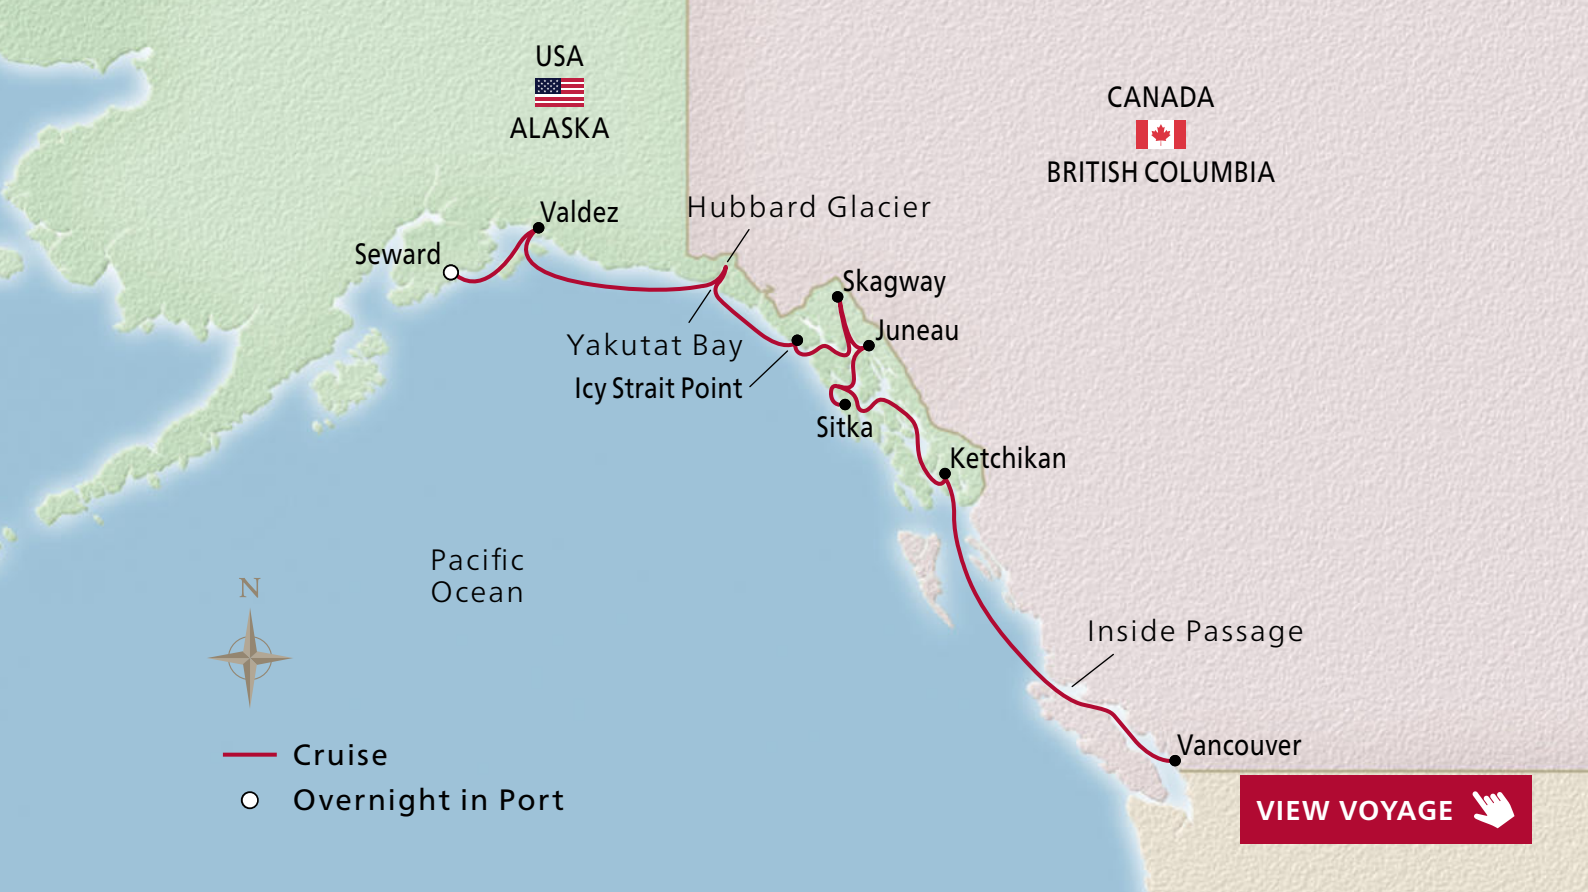 USA
ALASKA
CANADA
BRITISH COLUMBIA
Hubbard Glacier
Valdez
Seward
Skagway
Juneau
Yakutat Bay
Icy Strait Point
Sitka
Ketchikan
Pacific
Ocean
N
Inside Passage
Vancouver
Cruise
Overnight in Port
VIEW VOYAGE